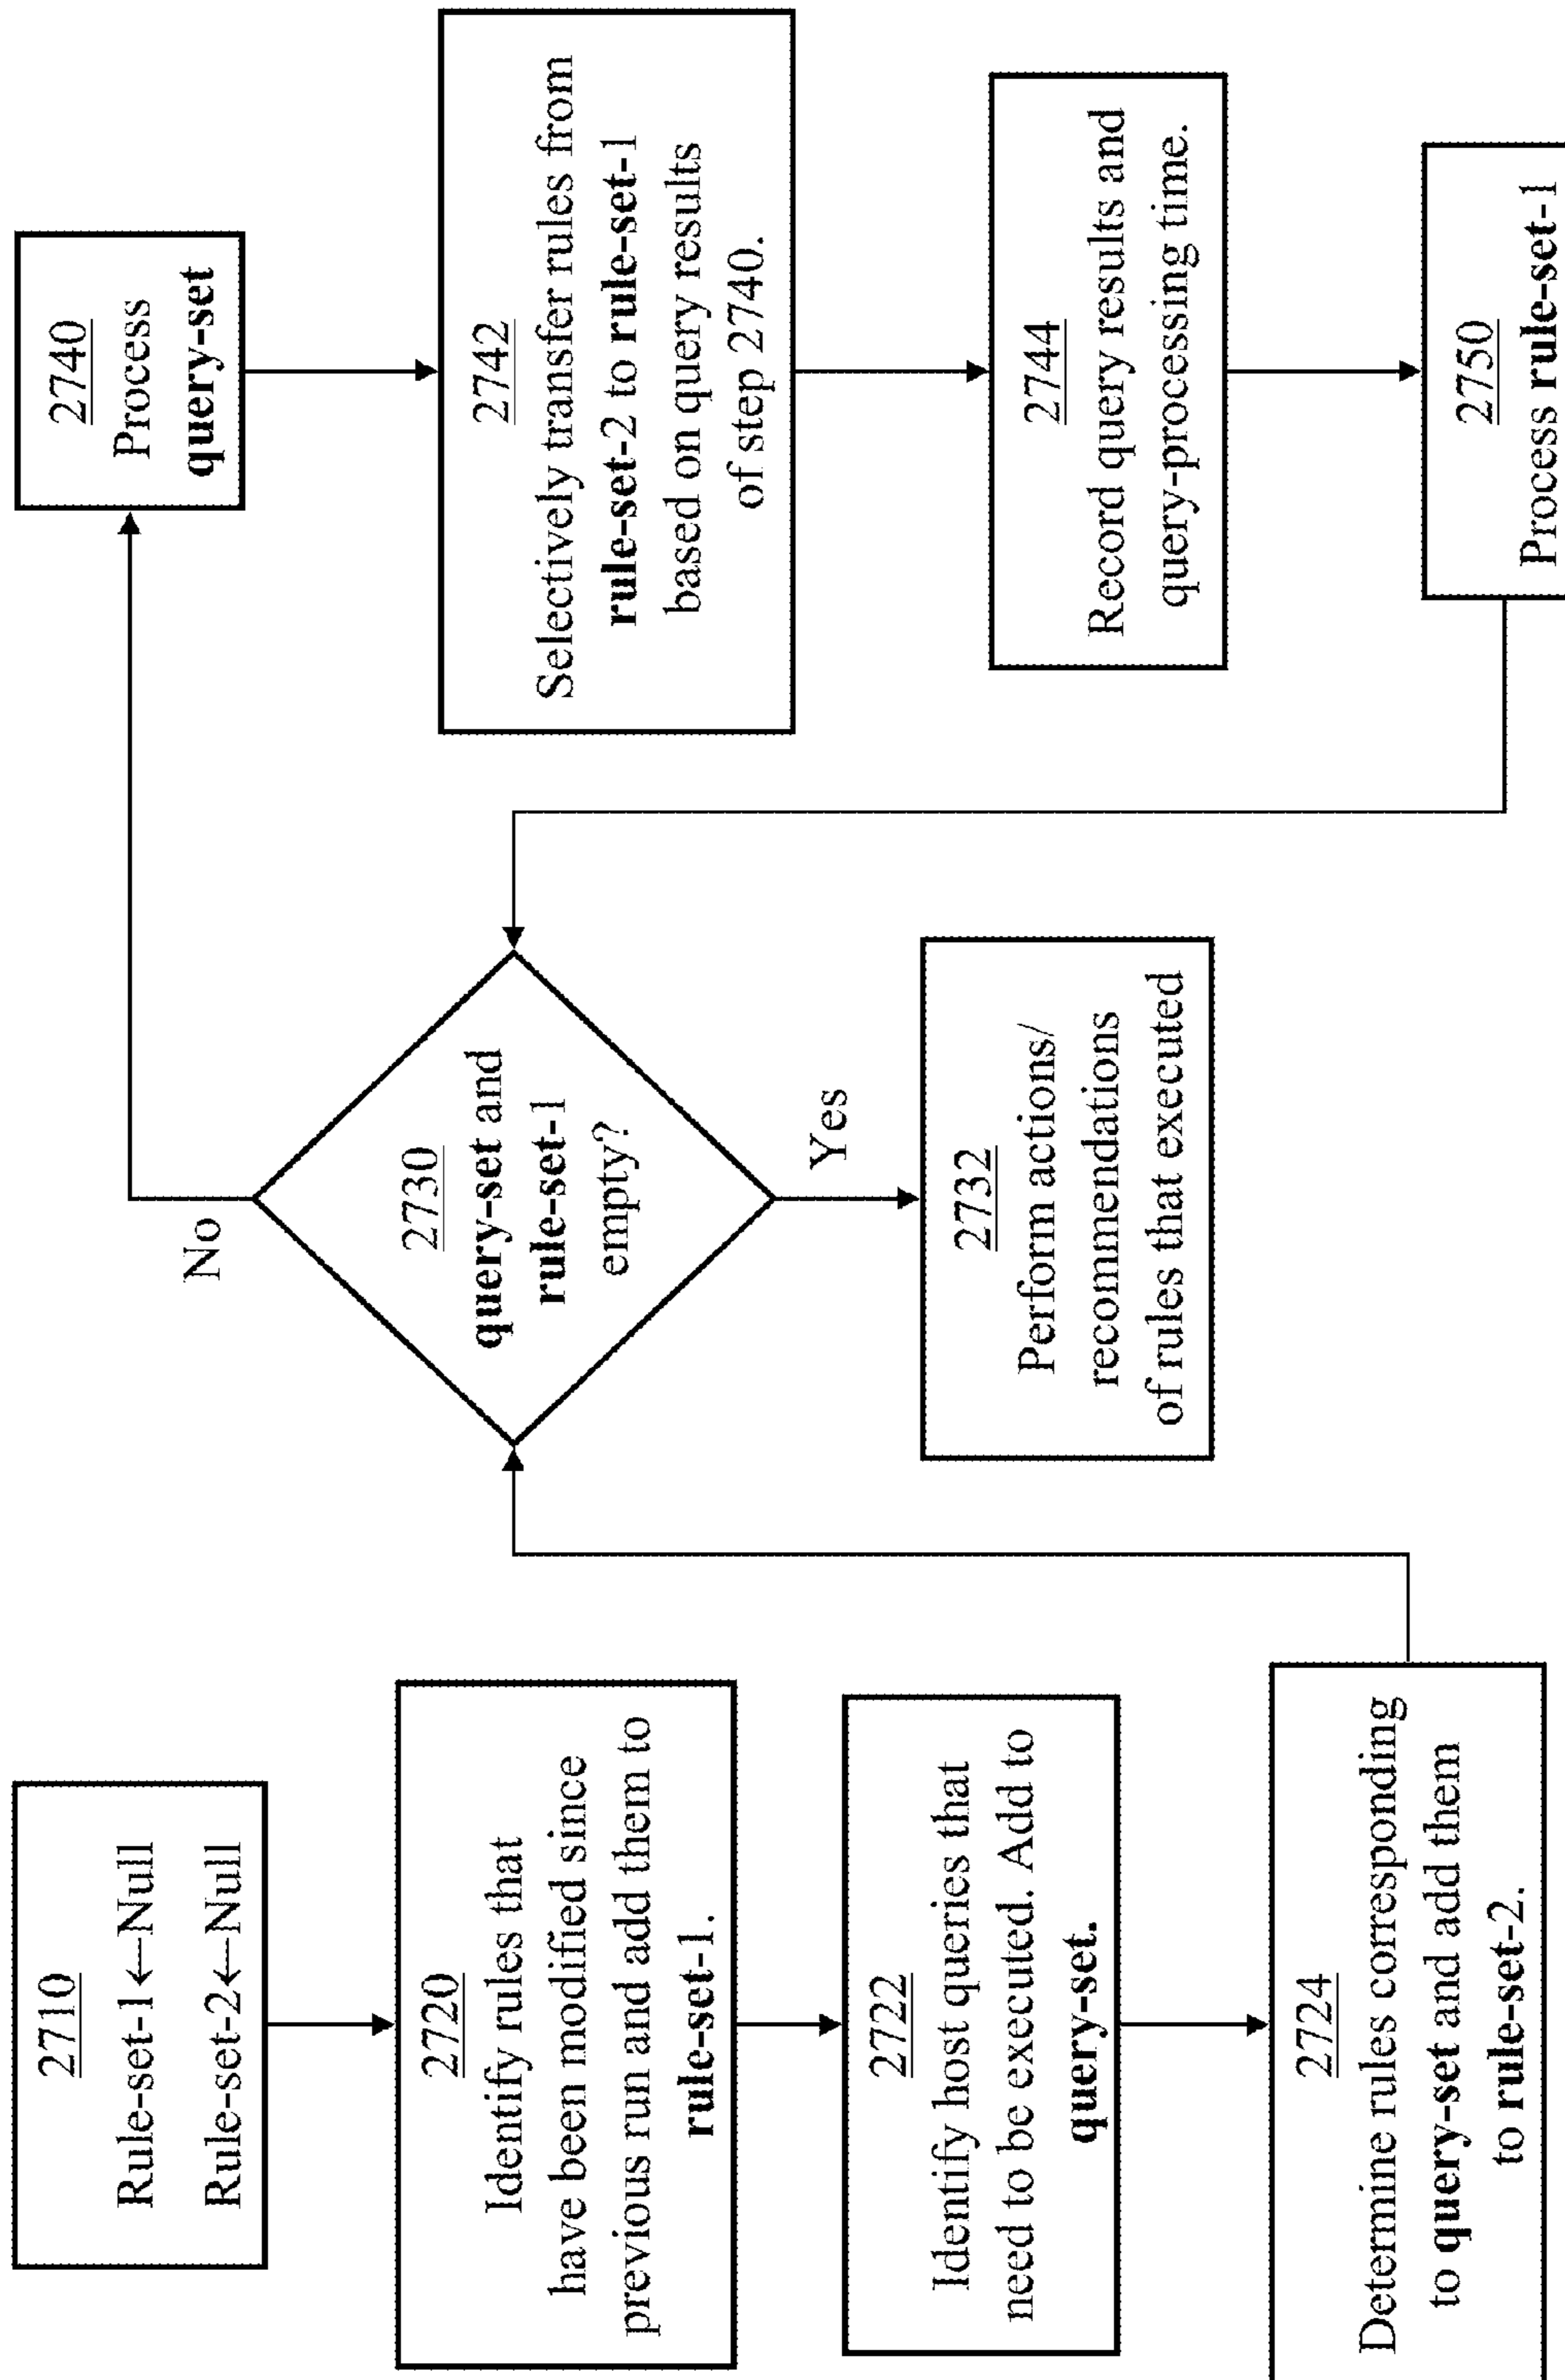 2710
Rule-set-1←Null
Rule-set-2←Null
2720
Identify rules that
have been modified since
previous run and add them to
rule-set-1.
2722
Identify host queries that
need to be executed. Add to
query-set.
2724
Determine rules corresponding
to query-set and add them
to rule-set-2.
2730
query-set and
rule-set-1
empty?
No
Yes
2732
Perform actions/
recommendations
of rules that executed
2740
Process
query-set
2742
Selectively transfer rules from
rule-set-2 to rule-set-1
based on query results
of step 2740.
2744
Record query results and
query-processing time.
2750
Process rule-set-1